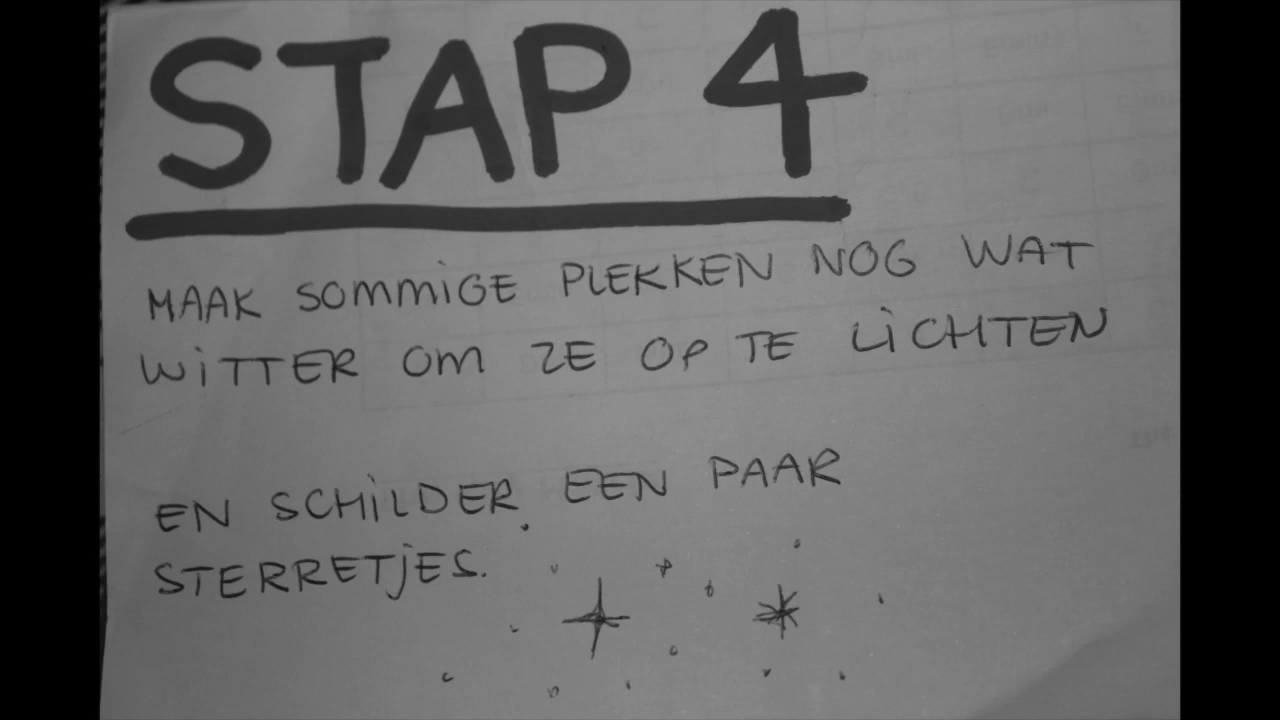 STAP 4
MAAK SOMMIGE PLEKKEN NOG WAT
WITTER OM ZE OP TE LICHTEN
EN SCHILDER EEN PAAR
STERRETJES.